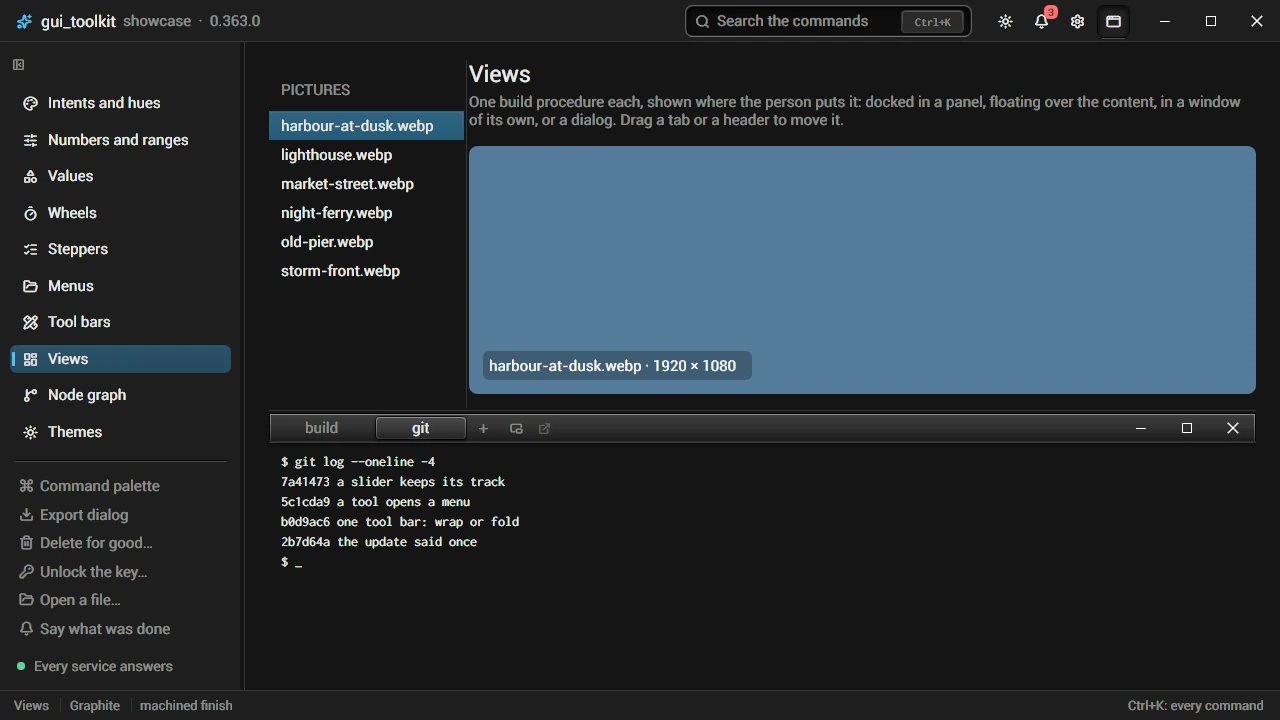 gui_toolkit showcase · 0.363.0
Search the commands Ctrl+K
3
Intents and hues
Numbers and ranges
Values
Wheels
Steppers
Menus
Tool bars
Views
Node graph
Themes
Command palette
Export dialog
Delete for good...
Unlock the key...
Open a file...
Say what was done
Every service answers
PICTURES
harbour-at-dusk.webp
lighthouse.webp
market-street.webp
night-ferry.webp
old-pier.webp
storm-front.webp
Views
One build procedure each, shown where the person puts it: docked in a panel, floating over the content, in a window
of its own, or a dialog. Drag a tab or a header to move it.
harbour-at-dusk.webp · 1920 × 1080
build git
$ git log --oneline -4
7a41473 a slider keeps its track
5c1cda9 a tool opens a menu
b0d9ac6 one tool bar: wrap or fold
2b7d64a the update said once
$ _
Views Graphite machined finish
Ctrl+K: every command